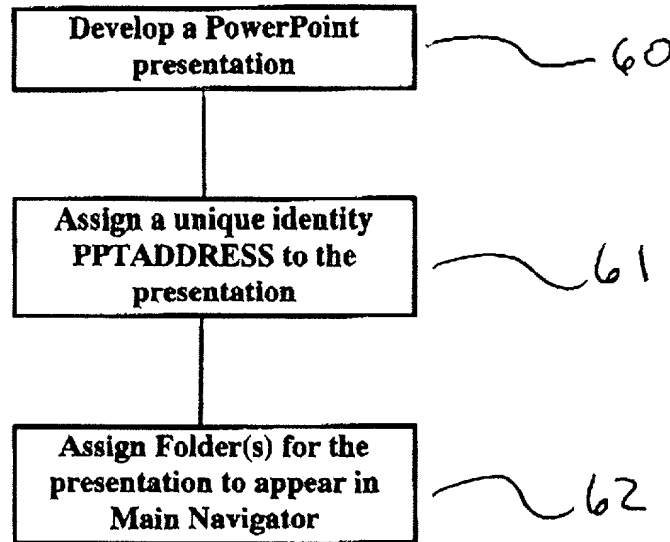 Develop a PowerPoint
presentation
60
Assign a unique identity
PPTADDRESS to the
presentation
61
Assign Folder(s) for the
presentation to appear in
Main Navigator
62